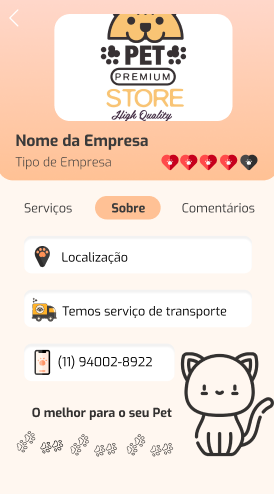 PET
PREMIUM
STORE
High Quality
Nome da Empresa
Tipo de Empresa
Serviços
Sobre
Comentários
Localização
Temos serviço de transporte
(11) 94002-8922
O melhor para o seu Pet